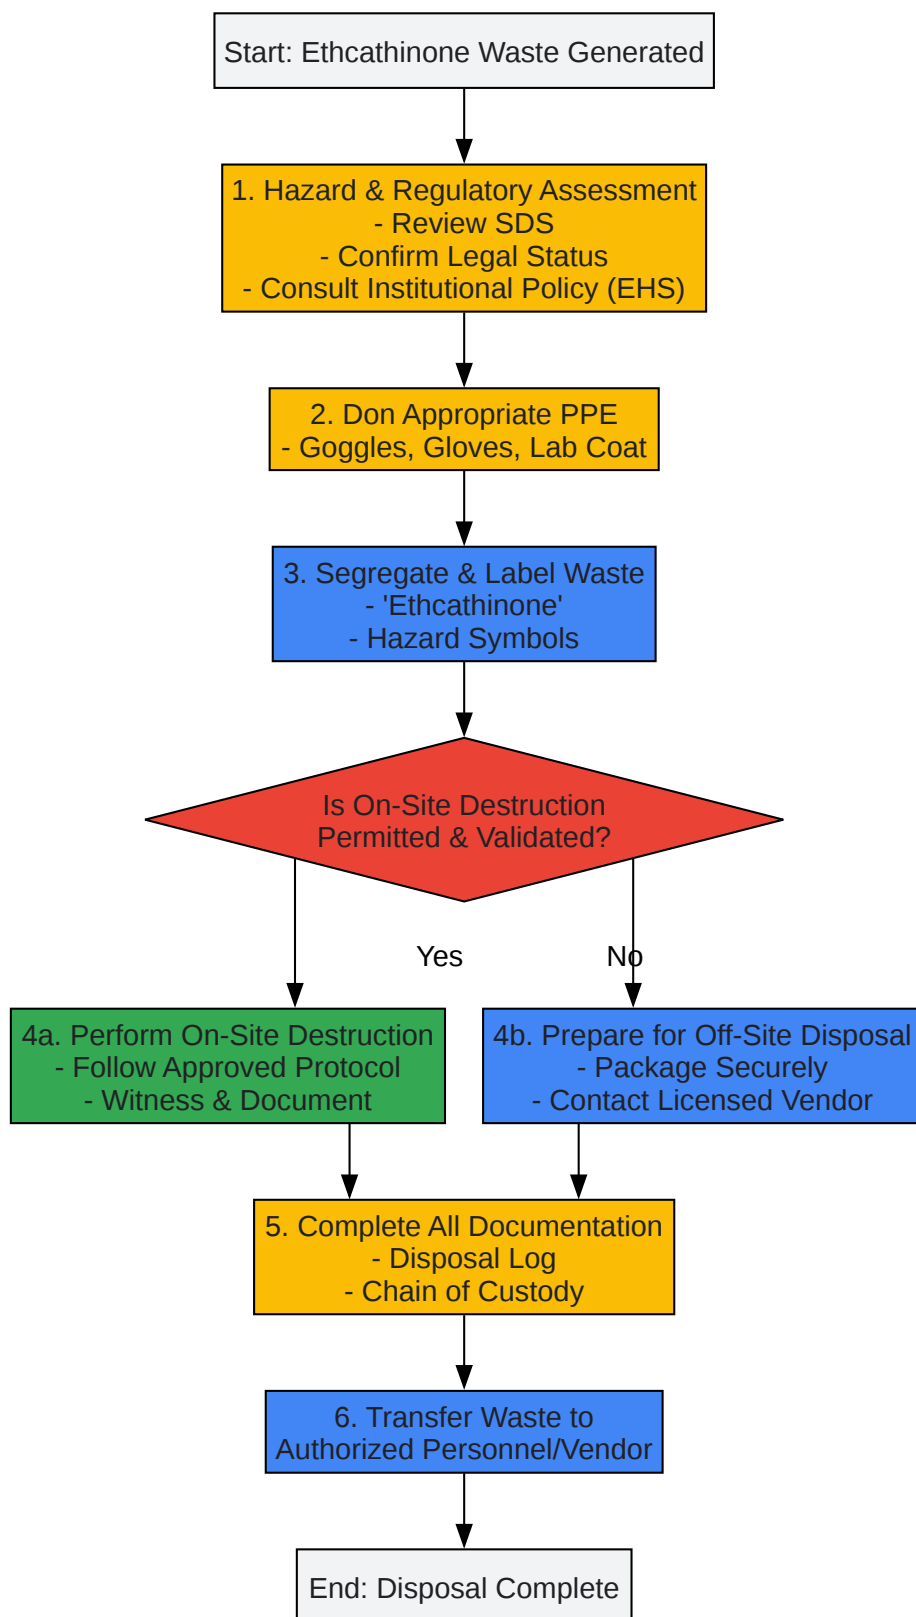 Start: Ethcathinone Waste Generated
1. Hazard & Regulatory Assessment
- Review SDS
- Confirm Legal Status
- Consult Institutional Policy (EHS)
2. Don Appropriate PPE
- Goggles, Gloves, Lab Coat
3. Segregate & Label Waste
- 'Ethcathinone'
- Hazard Symbols
Is On-Site Destruction
Permitted & Validated?
Yes
No
4a. Perform On-Site Destruction
- Follow Approved Protocol
- Witness & Document
4b. Prepare for Off-Site Disposal
- Package Securely
- Contact Licensed Vendor
5. Complete All Documentation
- Disposal Log
- Chain of Custody
6. Transfer Waste to
Authorized Personnel/Vendor
End: Disposal Complete